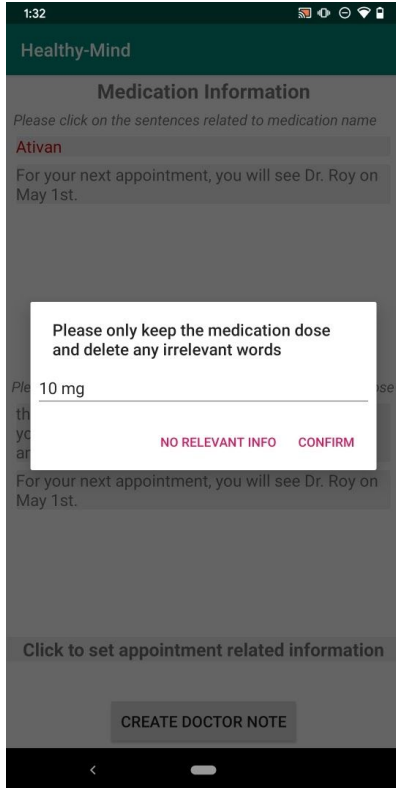 1:32
Healthy-Mind
Medication Information
Please click on the sentences related to medication name
Ativan
For your next appointment, you will see Dr. Roy on
May 1st.
Please only keep the medication dose
and delete any irrelevant words
10 mg
NO RELEVANT INFO CONFIRM
For your next appointment, you will see Dr. Roy on
May 1st.
Click to set appointment related information
CREATE DOCTOR NOTE